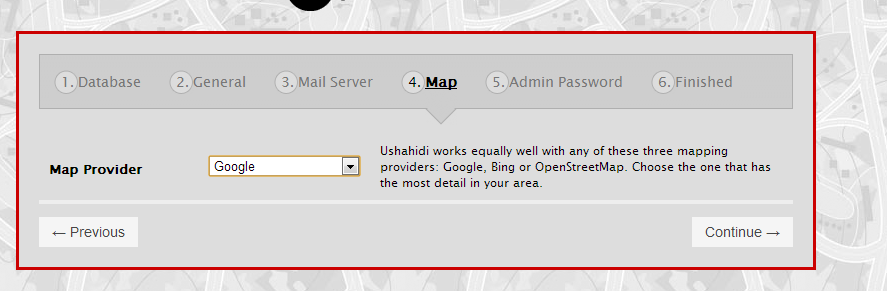 1. Database 2. General 3. Mail Server 4. Map 5. Admin Password 6. Finished
Map Provider
Google
Ushahidi works equally well with any of these three mapping
providers: Google, Bing or OpenStreetMap. Choose the one that has
the most detail in your area.
← Previous
Continue →